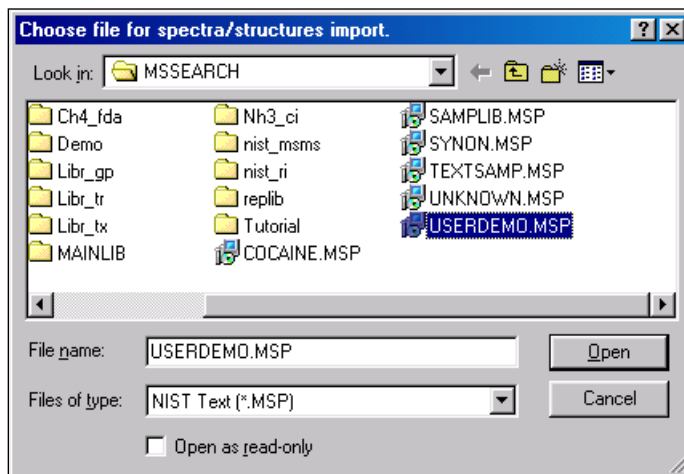 Choose file for spectra/structures import.
Look in: MSSEARCH
Ch4_fda Nh3_ci SAMPLIB.MSP
Demo nist_msms SYNON.MSP
Libr_gp nist_ri TEXTSAMP.MSP
Libr_tr replib UNKNOWN.MSP
Libr_tx Tutorial USERDEMO.MSP
MAINLIB COCAINE.MSP
File name: USERDEMO.MSP Open
Files of type: NIST Text (*.MSP) Cancel
Open as read-only